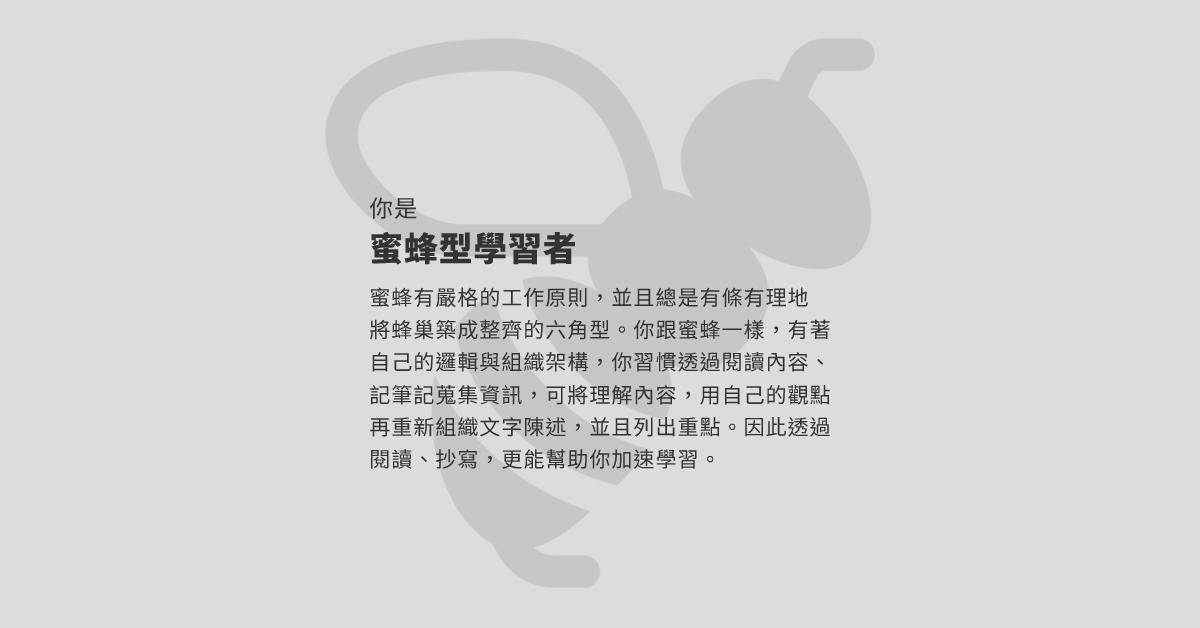 你是
蜜蜂型學習者
蜜蜂有嚴格的工作原則，並且總是有條有理地
將蜂巢築成整齊的六角型。你跟蜜蜂一樣，有著
自己的邏輯與組織架構，你習慣透過閱讀內容、
記筆記蒐集資訊，可將理解內容，用自己的觀點
再重新組織文字陳述，並且列出重點。因此透過
閱讀、抄寫，更能幫助你加速學習。